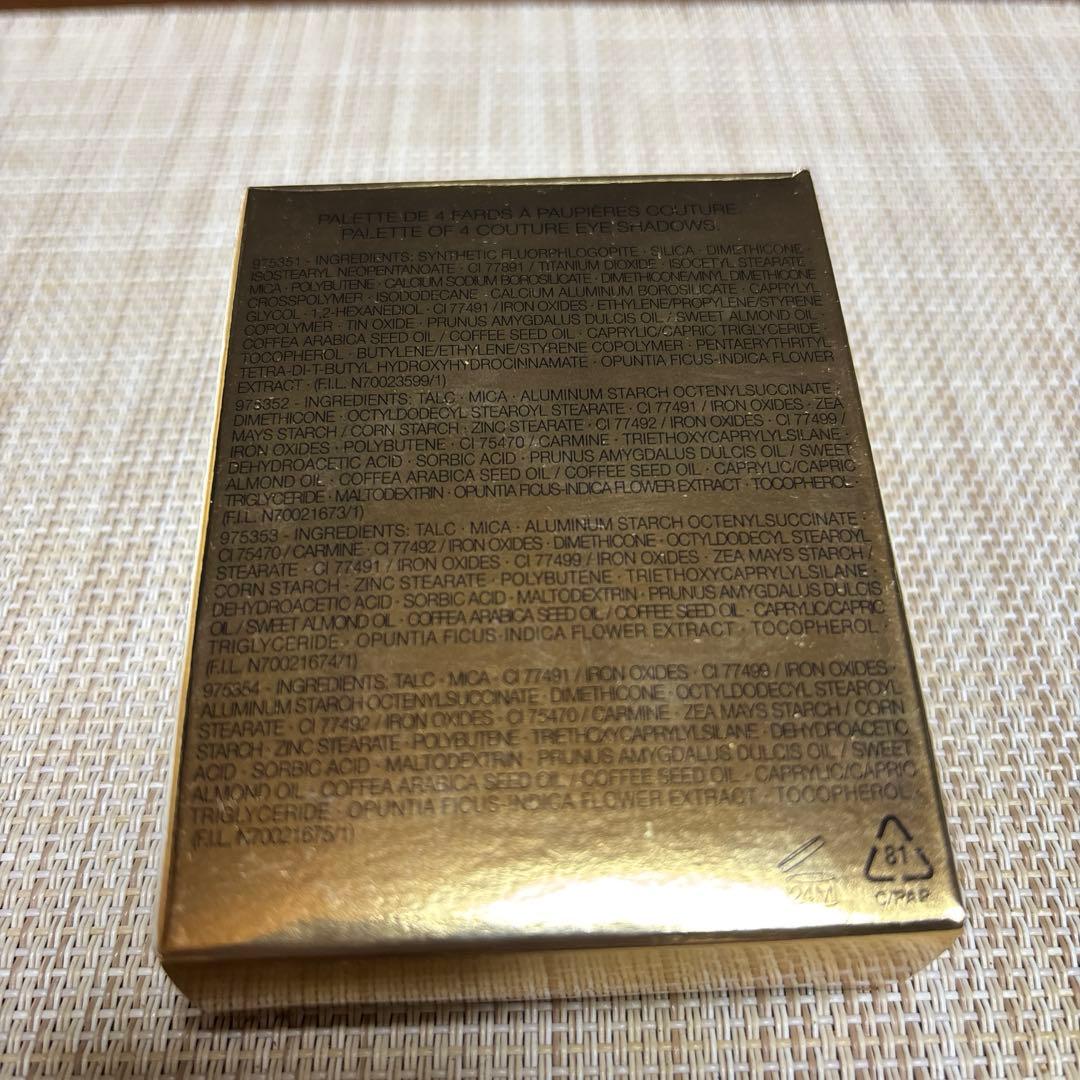 PALETTE DE 4 FARDS À PAUPIÈRES COUTURE.
PALETTE OF 4 COUTURE EYE SHADOWS.
975351 - INGREDIENTS: SYNTHETIC FLUORPHLOGOPITE · SILICA · DIMETHICONE ·
ISOSTEARYL NEOPENTANOATE · CI 77891 / TITANIUM DIOXIDE · ISOCETYL STEARATE
MICA · POLYBUTENE · CALCIUM SODIUM BOROSILICATE · DIMETHICONE/VINYL DIMETHICONE
CROSSPOLYMER · ISODODECANE · CALCIUM ALUMINUM BOROSILICATE · CAPRYLYL
GLYCOL · 1,2-HEXANEDIOL · CI 77491 / IRON OXIDES · ETHYLENE/PROPYLENE/STYRENE
COPOLYMER · TIN OXIDE · PRUNUS AMYGDALUS DULCIS OIL / SWEET ALMOND OIL
COFFEA ARABICA SEED OIL / COFFEE SEED OIL · CAPRYLIC/CAPRIC TRIGLYCERIDE ·
TOCOPHEROL · BUTYLENE/ETHYLENE/STYRENE COPOLYMER · PENTAERYTHRITYL
TETRA-DI-T-BUTYL HYDROXYHYDROCINNAMATE · OPUNTIA FICUS-INDICA FLOWER
EXTRACT · (F.I.L. N70023599/1)
975352 - INGREDIENTS: TALC · MICA · ALUMINUM STARCH OCTENYLSUCCINATE ·
DIMETHICONE · OCTYLDODECYL STEAROYL STEARATE · CI 77491 / IRON OXIDES · ZEA
MAYS STARCH / CORN STARCH · ZINC STEARATE · CI 77492 / IRON OXIDES · CI 77499 /
IRON OXIDES · POLYBUTENE · CI 75470 / CARMINE · TRIETHOXYCAPRYLYLSILANE ·
DEHYDROACETIC ACID · SORBIC ACID · PRUNUS AMYGDALUS DULCIS OIL / SWEET
ALMOND OIL · COFFEA ARABICA SEED OIL / COFFEE SEED OIL · CAPRYLIC/CAPRIC
TRIGLYCERIDE · MALTODEXTRIN · OPUNTIA FICUS-INDICA FLOWER EXTRACT · TOCOPHEROL ·
(F.I.L. N70021673/1)
975353 - INGREDIENTS: TALC · MICA · ALUMINUM STARCH OCTENYLSUCCINATE
CI 75470 / CARMINE · CI 77492 / IRON OXIDES · DIMETHICONE · OCTYLDODECYL STEAROYL
STEARATE · CI 77491 / IRON OXIDES · CI 77499 / IRON OXIDES · ZEA MAYS STARCH /
CORN STARCH · ZINC STEARATE · POLYBUTENE · TRIETHOXYCAPRYLYLSILANE ·
DEHYDROACETIC ACID · SORBIC ACID · MALTODEXTRIN · PRUNUS AMYGDALUS DULCIS
OIL / SWEET ALMOND OIL · COFFEA ARABICA SEED OIL / COFFEE SEED OIL · CAPRYLIC/CAPRIC
TRIGLYCERIDE · OPUNTIA FICUS-INDICA FLOWER EXTRACT · TOCOPHEROL ·
(F.I.L. N70021674/1)
975354 - INGREDIENTS: TALC · MICA · CI 77491 / IRON OXIDES · CI 77499 / IRON OXIDES ·
ALUMINUM STARCH OCTENYLSUCCINATE · DIMETHICONE · OCTYLDODECYL STEAROYL
STEARATE · CI 77492 / IRON OXIDES · CI 75470 / CARMINE · ZEA MAYS STARCH / CORN
STARCH · ZINC STEARATE · POLYBUTENE · TRIETHOXYCAPRYLYLSILANE · DEHYDROACETIC
ACID · SORBIC ACID · MALTODEXTRIN · PRUNUS AMYGDALUS DULCIS OIL / SWEET
ALMOND OIL · COFFEA ARABICA SEED OIL / COFFEE SEED OIL · CAPRYLIC/CAPRIC
TRIGLYCERIDE · OPUNTIA FICUS-INDICA FLOWER EXTRACT · TOCOPHEROL ·
(F.I.L. N70021675/1)
24M
81
C/PAP